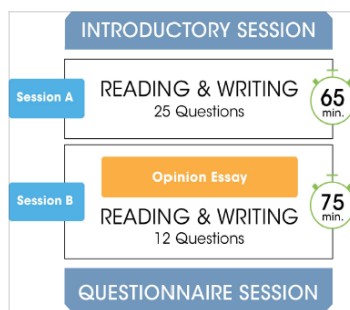 INTRODUCTORY SESSION
Session A
READING & WRITING
25 Questions
65
min.
Session B
Opinion Essay
READING & WRITING
12 Questions
75
min.
QUESTIONNAIRE SESSION